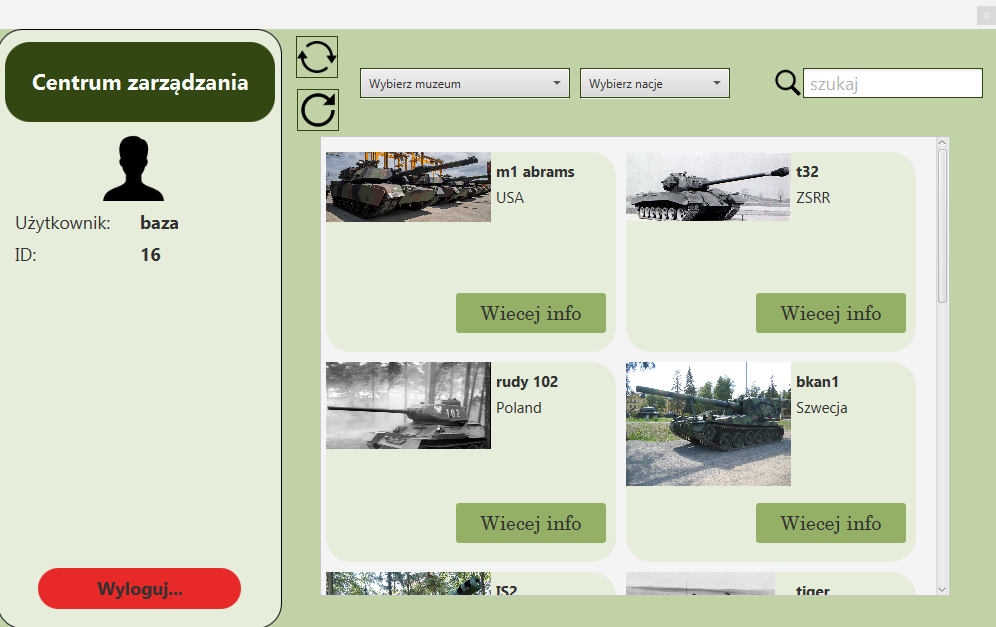 x
Centrum zarządzania
Użytkownik: baza
ID: 16
Wyloguj...
Wybierz muzeum
Wybierz nacje
szukaj
m1 abrams
USA
Wiecej info
t32
ZSRR
Wiecej info
rudy 102
Poland
102
Wiecej info
bkan1
Szwecja
Wiecej info
IS2
tiger